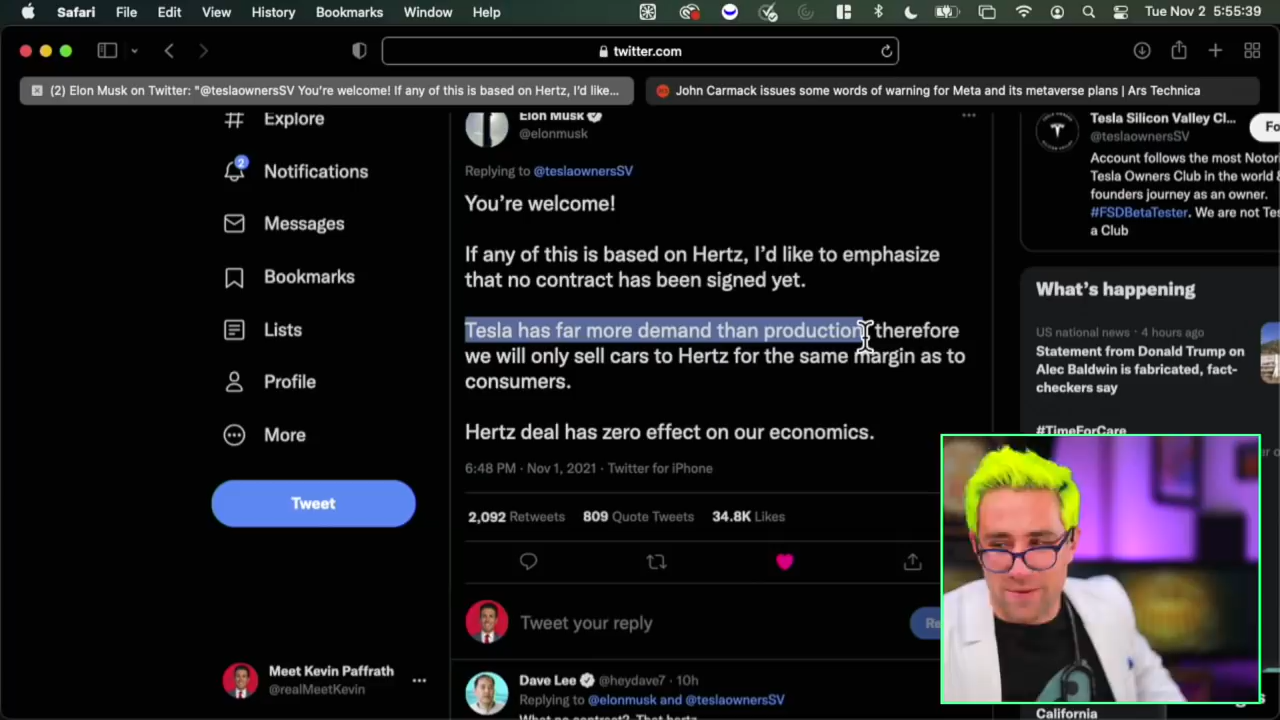 Safari File Edit View History Bookmarks Window Help Tue Nov 2 5:55:39
twitter.com
(2) Elon Musk on Twitter: "@teslaownersSV You're welcome! If any of this is based on Hertz, I'd like...
John Carmack issues some words of warning for Meta and its metaverse plans | Ars Technica
Explore
2
Notifications
Messages
Bookmarks
Lists
Profile
More
Tweet
Meet Kevin Paffrath
@realMeetKevin
Elon Musk
@elonmusk
Replying to @teslaownersSV
You're welcome!
If any of this is based on Hertz, I'd like to emphasize
that no contract has been signed yet.
Tesla has far more demand than production, therefore
we will only sell cars to Hertz for the same margin as to
consumers.
Hertz deal has zero effect on our economics.
6:48 PM · Nov 1, 2021 · Twitter for iPhone
2,092 Retweets 809 Quote Tweets 34.8K Likes
Tweet your reply
Re
Dave Lee @heydave7 · 10h
Replying to @elonmusk and @teslaownersSV
Tesla Silicon Valley Cl...
@teslaownersSV
Fo
Account follows the most Notor
Tesla Owners Club in the world &
founders journey as an owner.
#FSDBetaTester. We are not Te
a Club
What's happening
US national news · 4 hours ago
Statement from Donald Trump on
Alec Baldwin is fabricated, fact-
checkers say
#TimeForCare
California